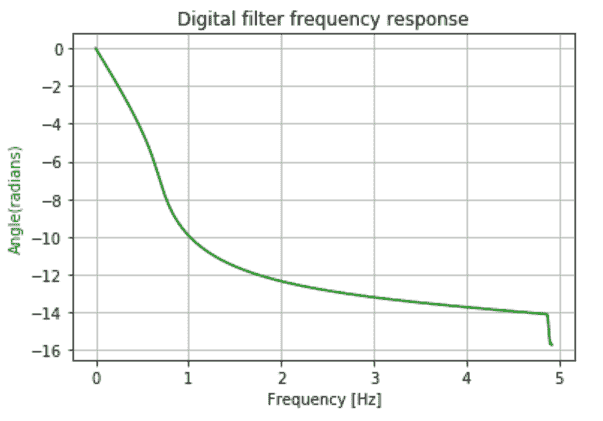 Digital filter frequency response
0
−2
−4
−6
−8
−10
−12
−14
−16
Angle(radians)
0 1 2 3 4 5
Frequency [Hz]